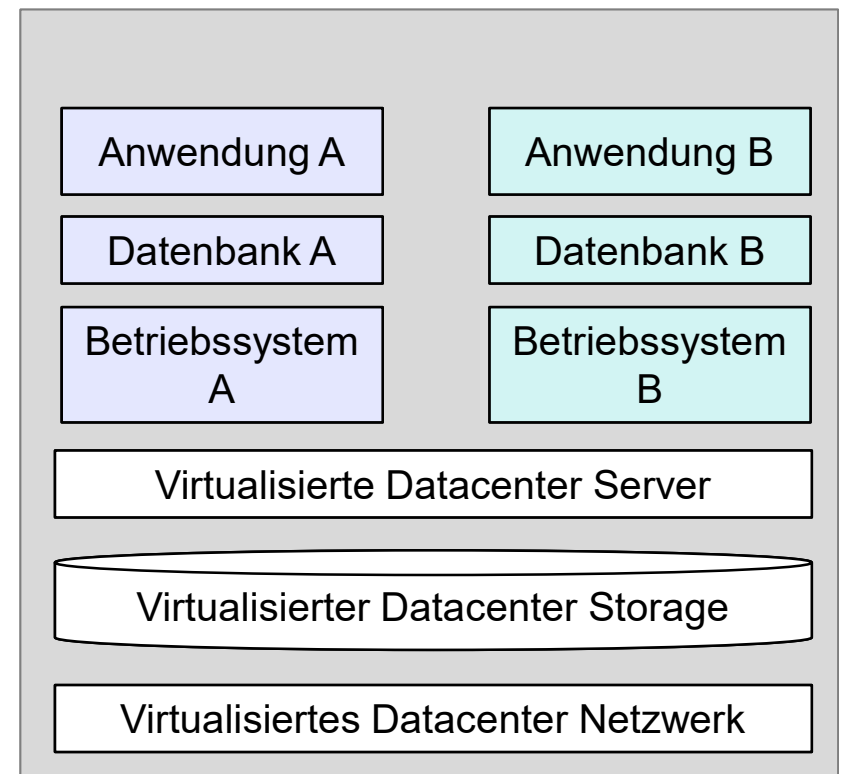 Anwendung A
Anwendung B
Datenbank A
Datenbank B
Betriebssystem
A
Betriebssystem
B
Virtualisierte Datacenter Server
Virtualisierter Datacenter Storage
Virtualisiertes Datacenter Netzwerk